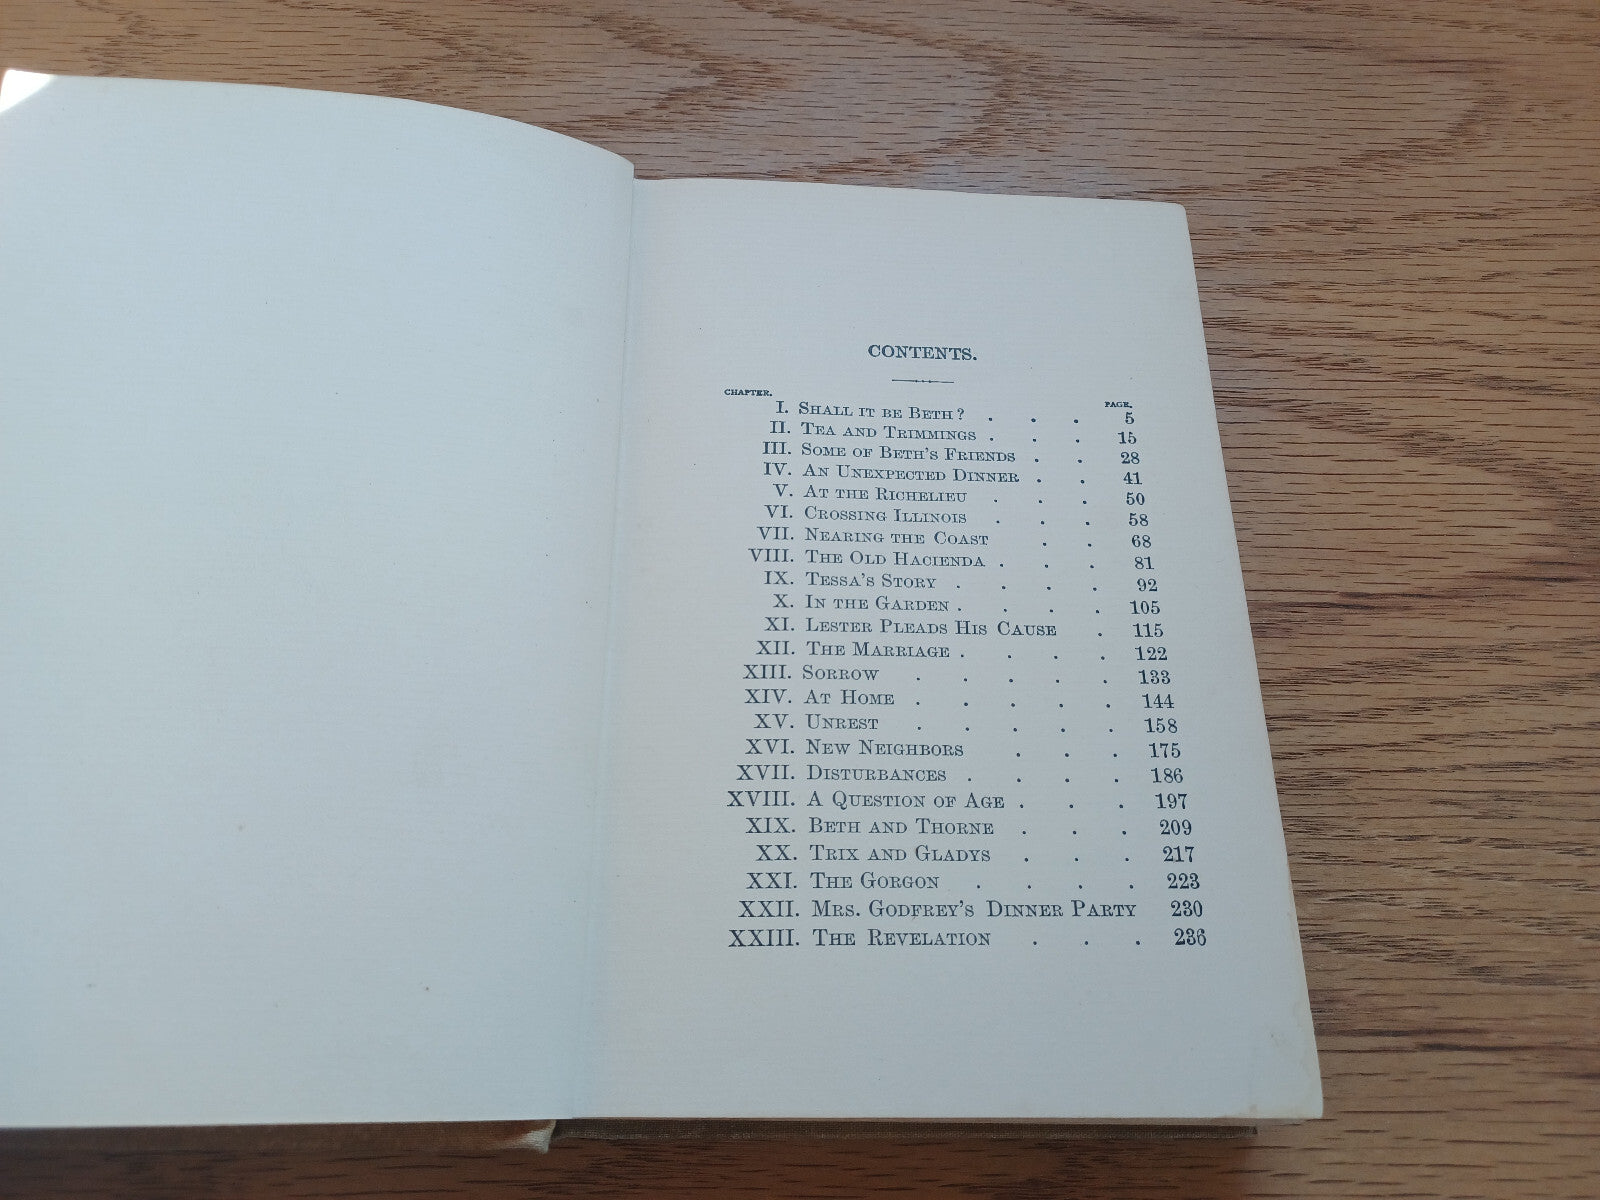 CONTENTS.
CHAPTER. PAGE.
I. SHALL IT BE BETH? . . . 5
II. TEA AND TRIMMINGS . . . 15
III. SOME OF BETH'S FRIENDS . . 28
IV. AN UNEXPECTED DINNER . . 41
V. AT THE RICHELIEU . . . 50
VI. CROSSING ILLINOIS . . . 58
VII. NEARING THE COAST . . 68
VIII. THE OLD HACIENDA . . . 81
IX. TESSA'S STORY . . . . 92
X. IN THE GARDEN . . . . 105
XI. LESTER PLEADS HIS CAUSE . 115
XII. THE MARRIAGE . . . . 122
XIII. SORROW . . . . . 133
XIV. AT HOME . . . . . 144
XV. UNREST . . . . . 158
XVI. NEW NEIGHBORS . . . 175
XVII. DISTURBANCES . . . . 186
XVIII. A QUESTION OF AGE . . . 197
XIX. BETH AND THORNE . . . 209
XX. TRIX AND GLADYS . . . 217
XXI. THE GORGON . . . . 223
XXII. MRS. GODFREY'S DINNER PARTY 230
XXIII. THE REVELATION . . . 236